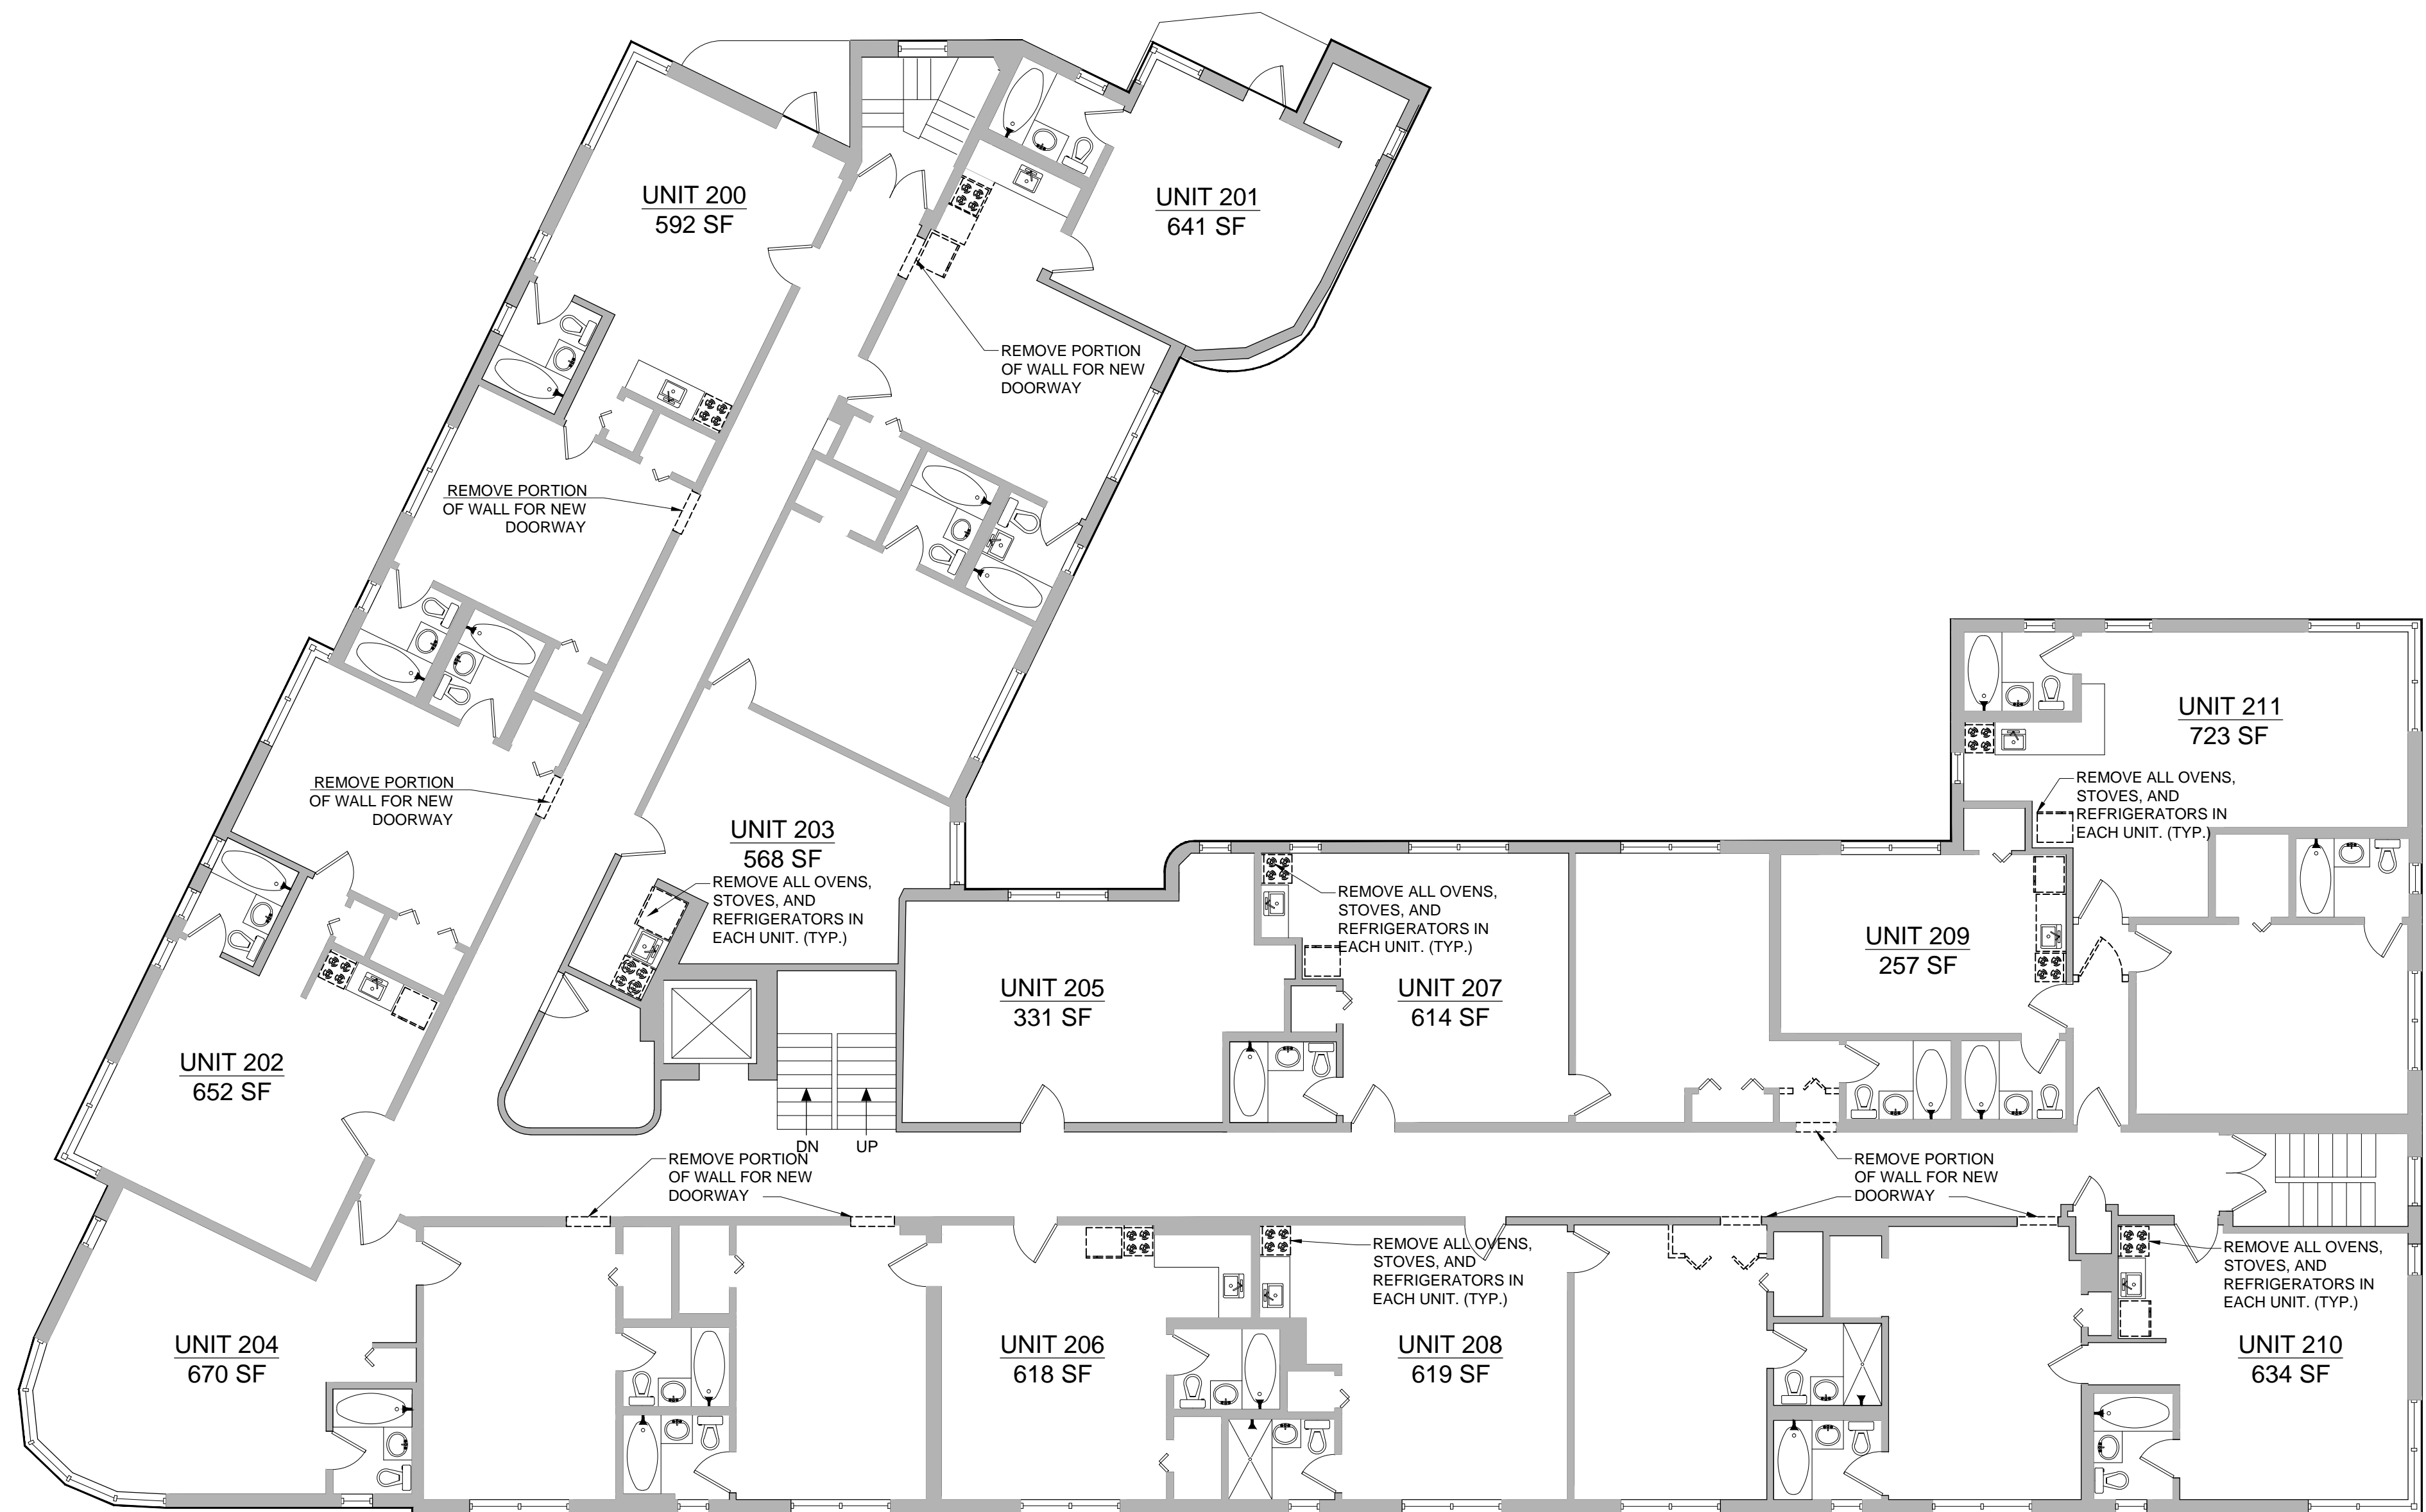 UNIT 200
592 SF
UNIT 201
641 SF
REMOVE PORTION
OF WALL FOR NEW
DOORWAY
REMOVE PORTION
OF WALL FOR NEW
DOORWAY
REMOVE PORTION
OF WALL FOR NEW
DOORWAY
UNIT 203
568 SF
REMOVE ALL OVENS,
STOVES, AND
REFRIGERATORS IN
EACH UNIT. (TYP.)
UNIT 211
723 SF
REMOVE ALL OVENS,
STOVES, AND
REFRIGERATORS IN
EACH UNIT. (TYP.)
REMOVE ALL OVENS,
STOVES, AND
REFRIGERATORS IN
EACH UNIT. (TYP.)
UNIT 209
257 SF
UNIT 205
331 SF
UNIT 207
614 SF
UNIT 202
652 SF
DN
UP
REMOVE PORTION
OF WALL FOR NEW
DOORWAY
REMOVE PORTION
OF WALL FOR NEW
DOORWAY
REMOVE ALL OVENS,
STOVES, AND
REFRIGERATORS IN
EACH UNIT. (TYP.)
REMOVE ALL OVENS,
STOVES, AND
REFRIGERATORS IN
EACH UNIT. (TYP.)
UNIT 204
670 SF
UNIT 206
618 SF
UNIT 208
619 SF
UNIT 210
634 SF